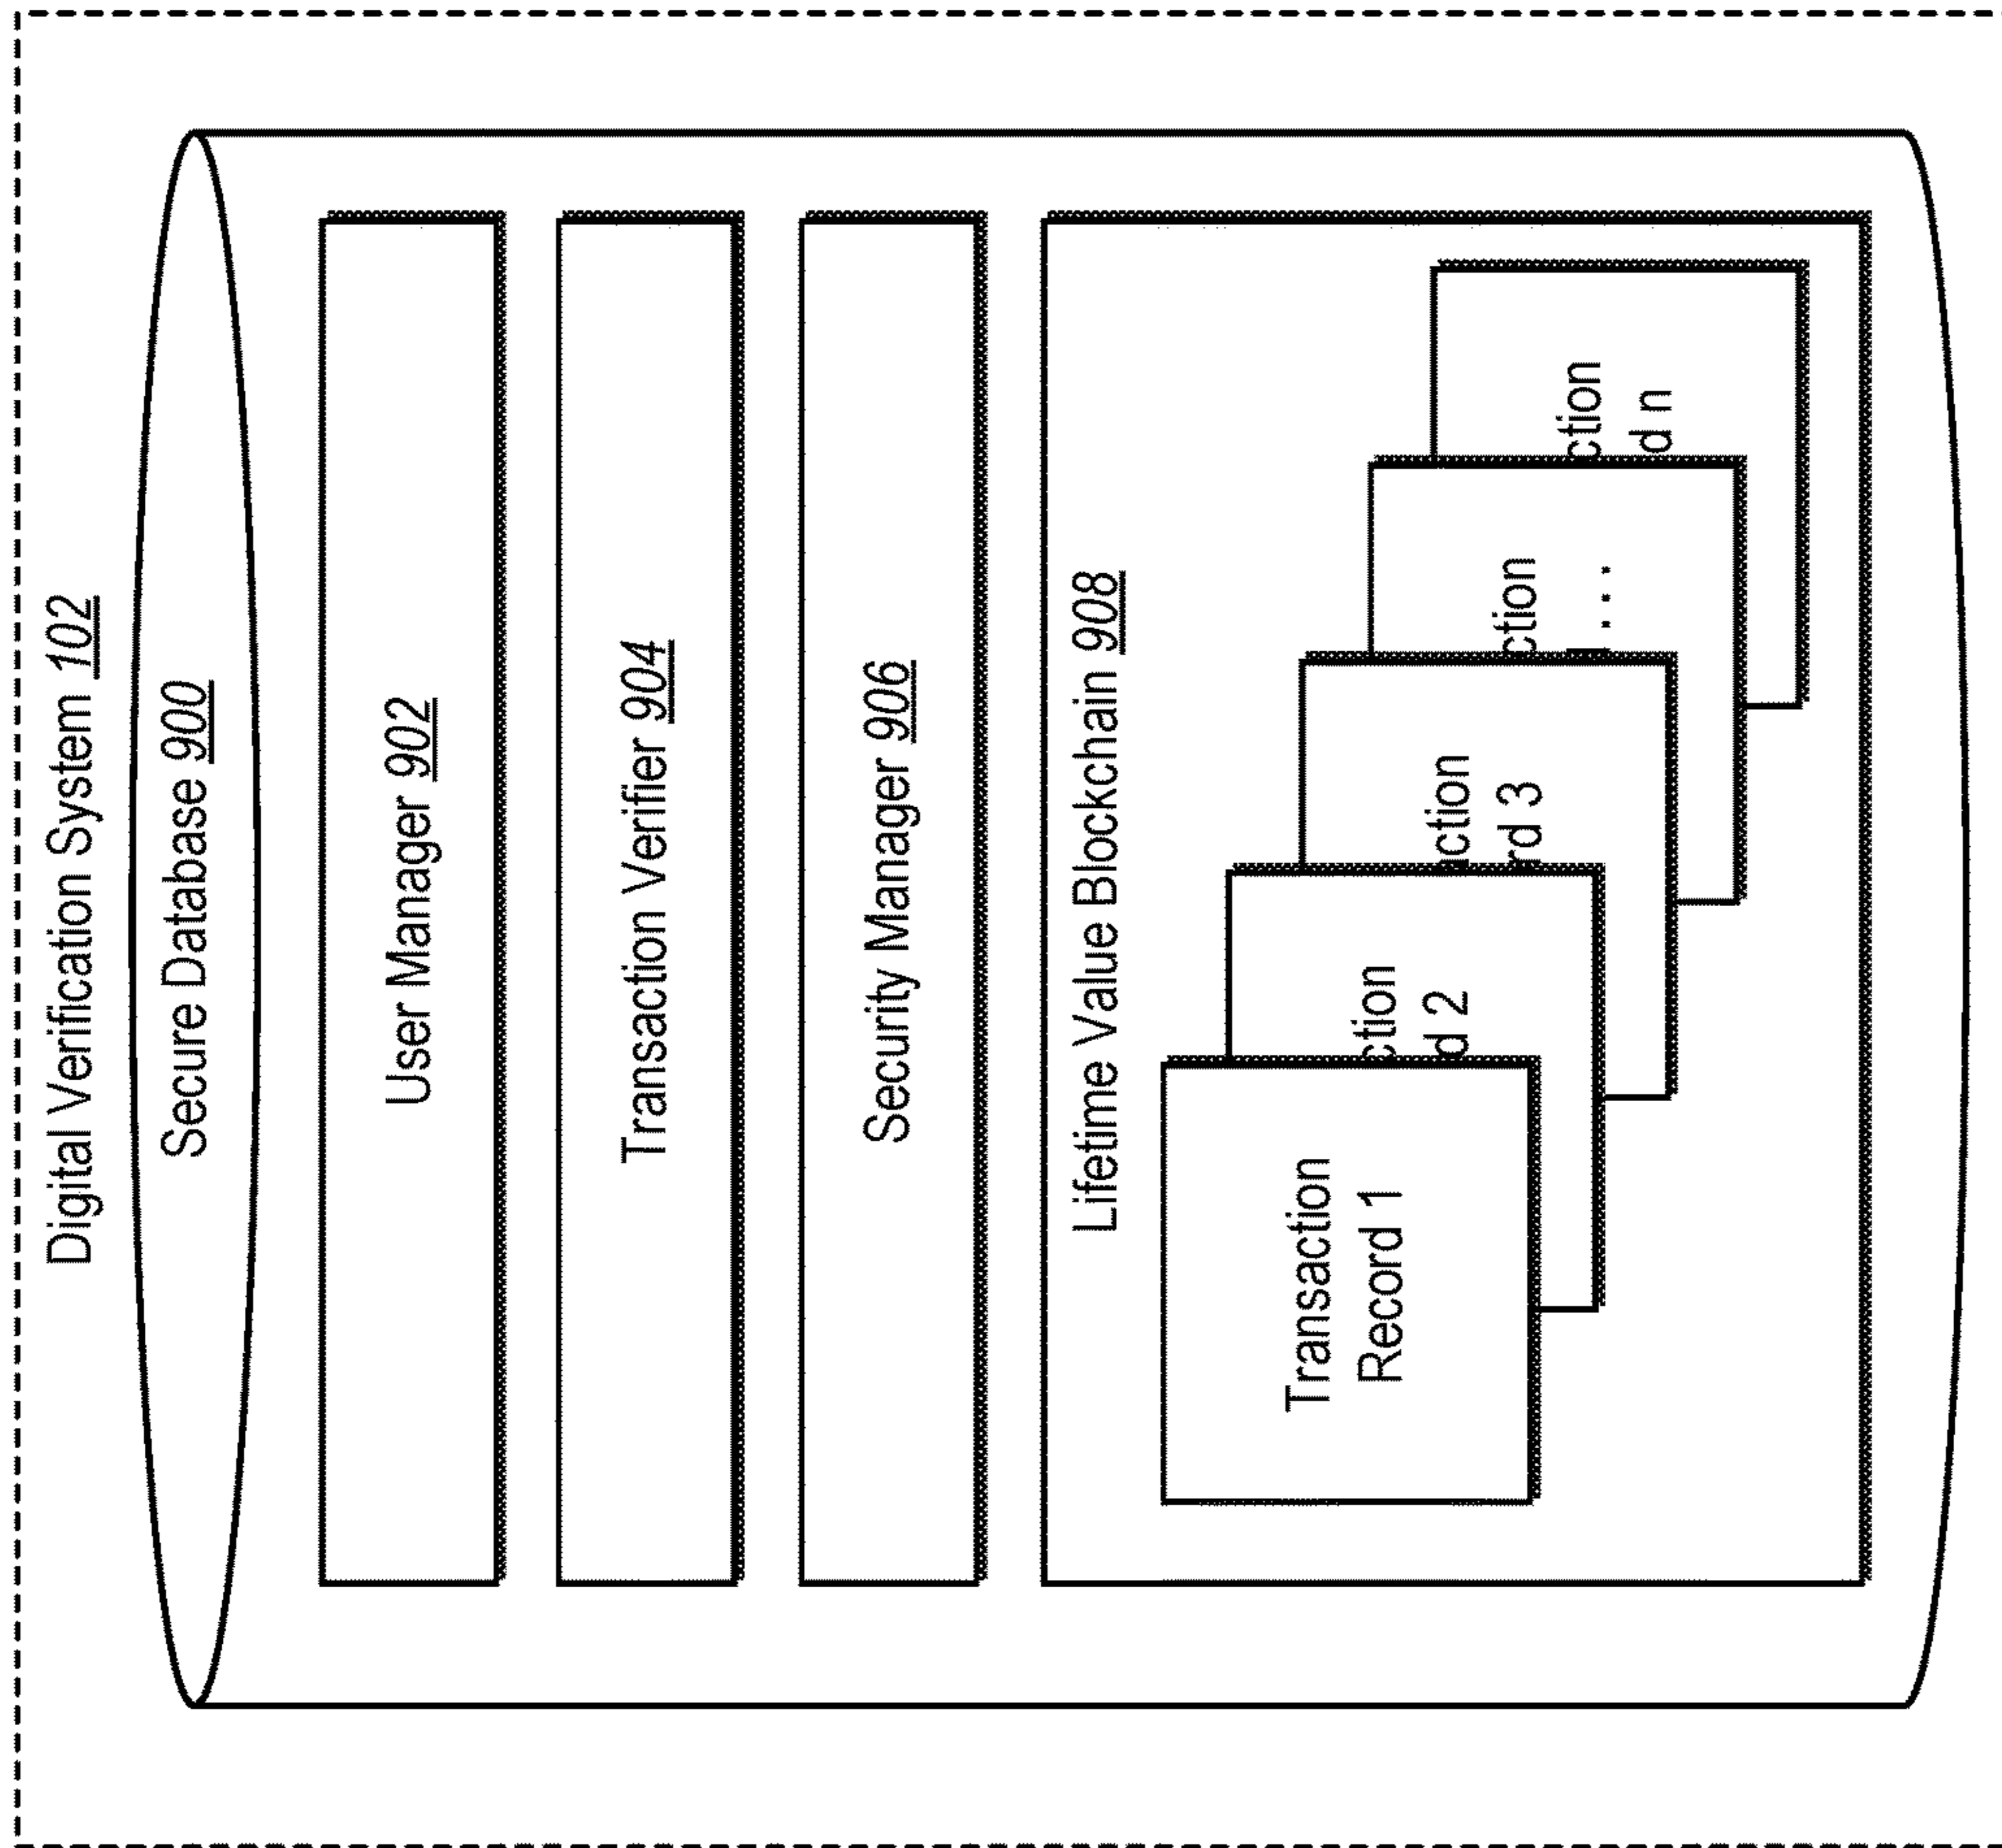 Digital Verification System 102
Secure Database 900
User Manager 902
Transaction Verifier 904
Security Manager 906
Lifetime Value Blockchain 908
Transaction
Record 1
ction
d 2
ction
rd 3
ction
. . .
ction
d n